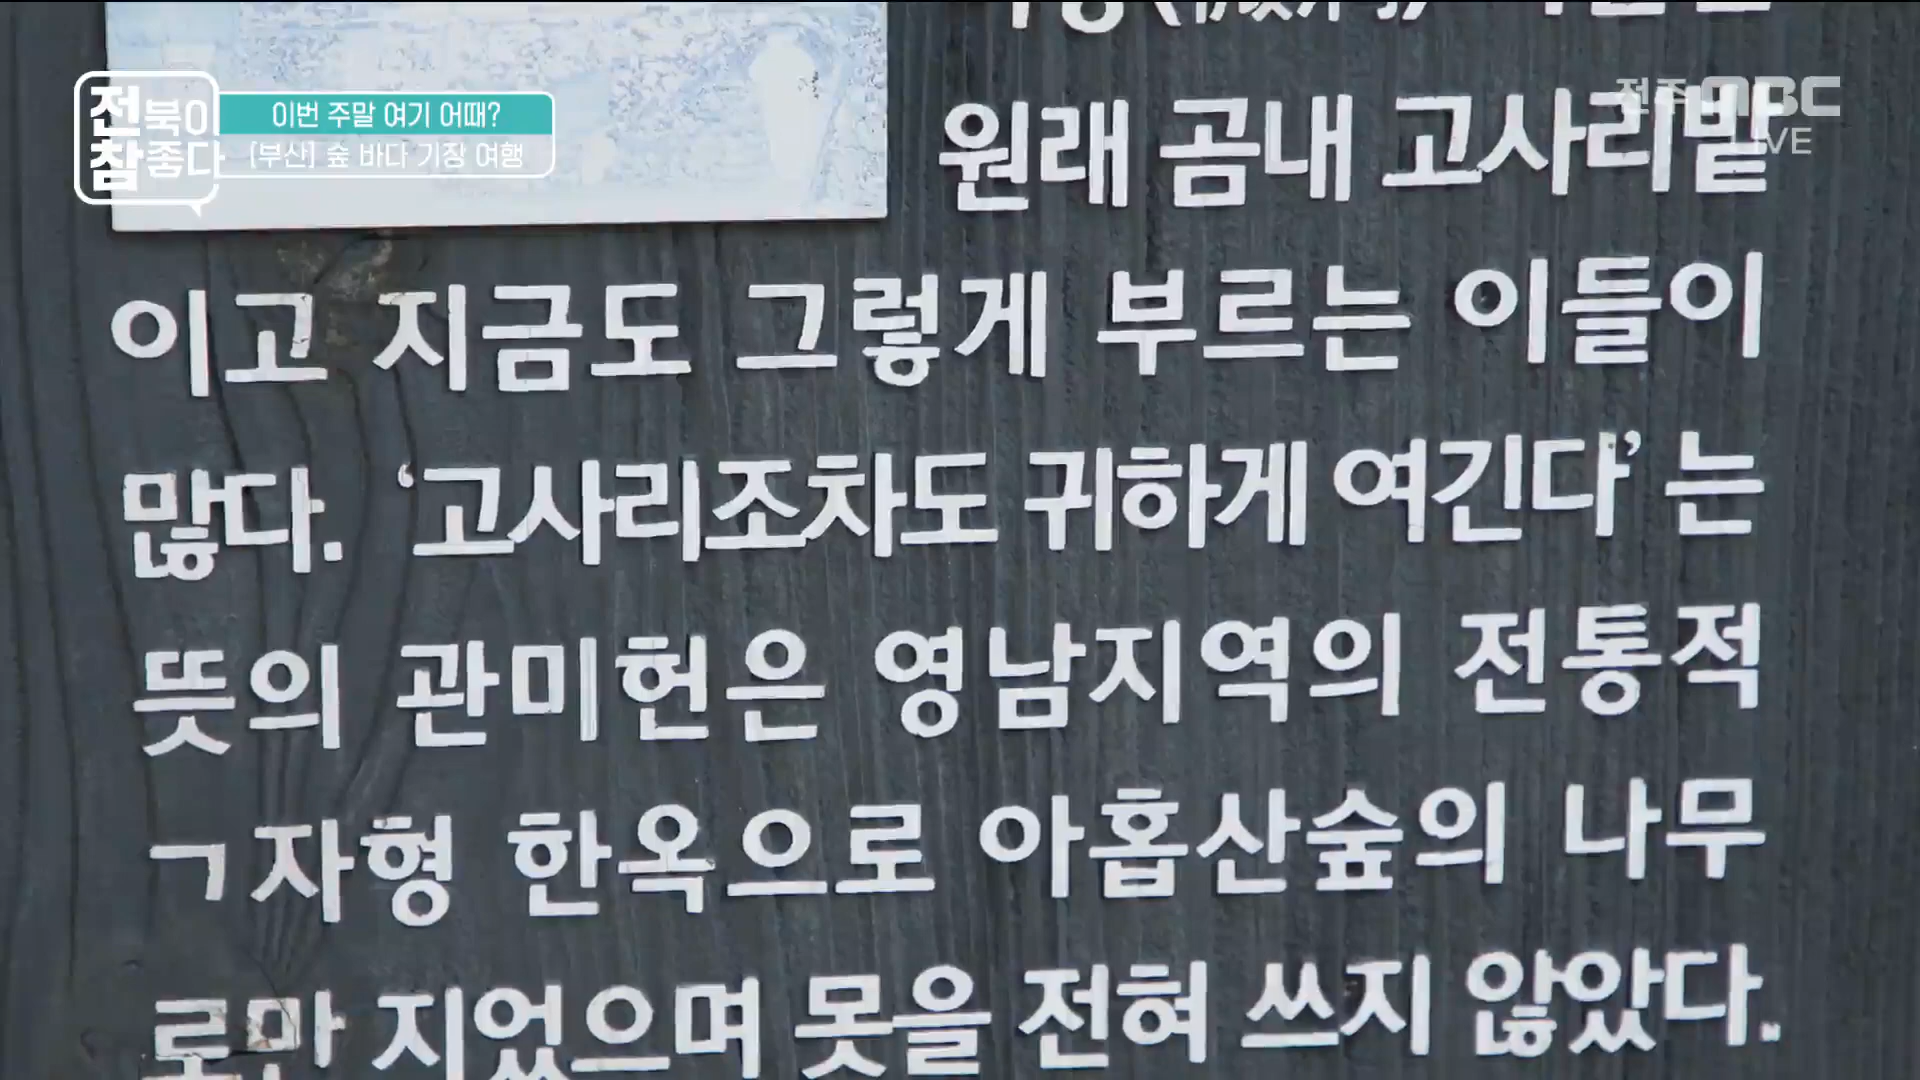 전북이
참좋다
이번 주말 여기 어때?
[부산] 숲 바다 기장 여행
전주MBC
LIVE
원래 곰내 고사리밭
이고 지금도 그렇게 부르는 이들이
많다. ‘고사리조차도 귀하게 여긴다’ 는
뜻의 관미헌은 영남지역의 전통적
ㄱ자형 한옥으로 아홉산숲의 나무
로만 지었으며 못을 전혀 쓰지 않았다.